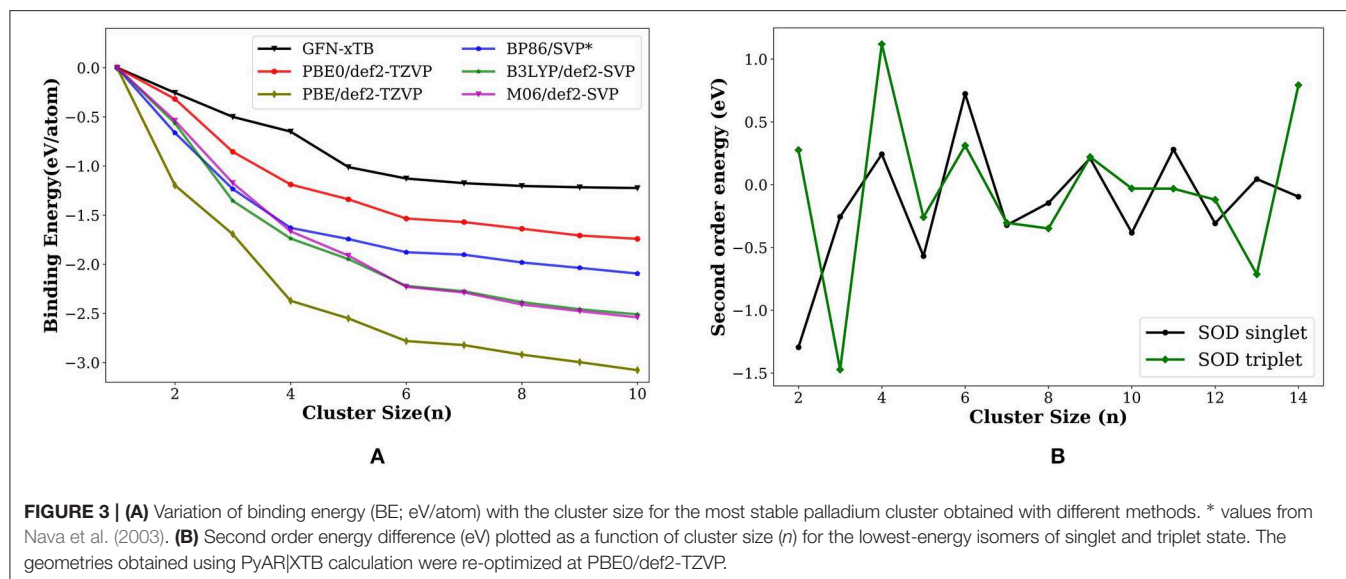 GFN-xTB
PBE0/def2-TZVP
PBE/def2-TZVP
BP86/SVP*
B3LYP/def2-SVP
M06/def2-SVP
Binding Energy(eV/atom)
0.0
−0.5
−1.0
−1.5
−2.0
−2.5
−3.0
2 4 6 8 10
Cluster Size(n)
A
Second order energy (eV)
1.0
0.5
0.0
−0.5
−1.0
−1.5
SOD singlet
SOD triplet
2 4 6 8 10 12 14
Cluster Size (n)
B
FIGURE 3 | (A) Variation of binding energy (BE; eV/atom) with the cluster size for the most stable palladium cluster obtained with different methods. * values from
Nava et al. (2003). (B) Second order energy difference (eV) plotted as a function of cluster size (n) for the lowest-energy isomers of singlet and triplet state. The
geometries obtained using PyAR|XTB calculation were re-optimized at PBE0/def2-TZVP.